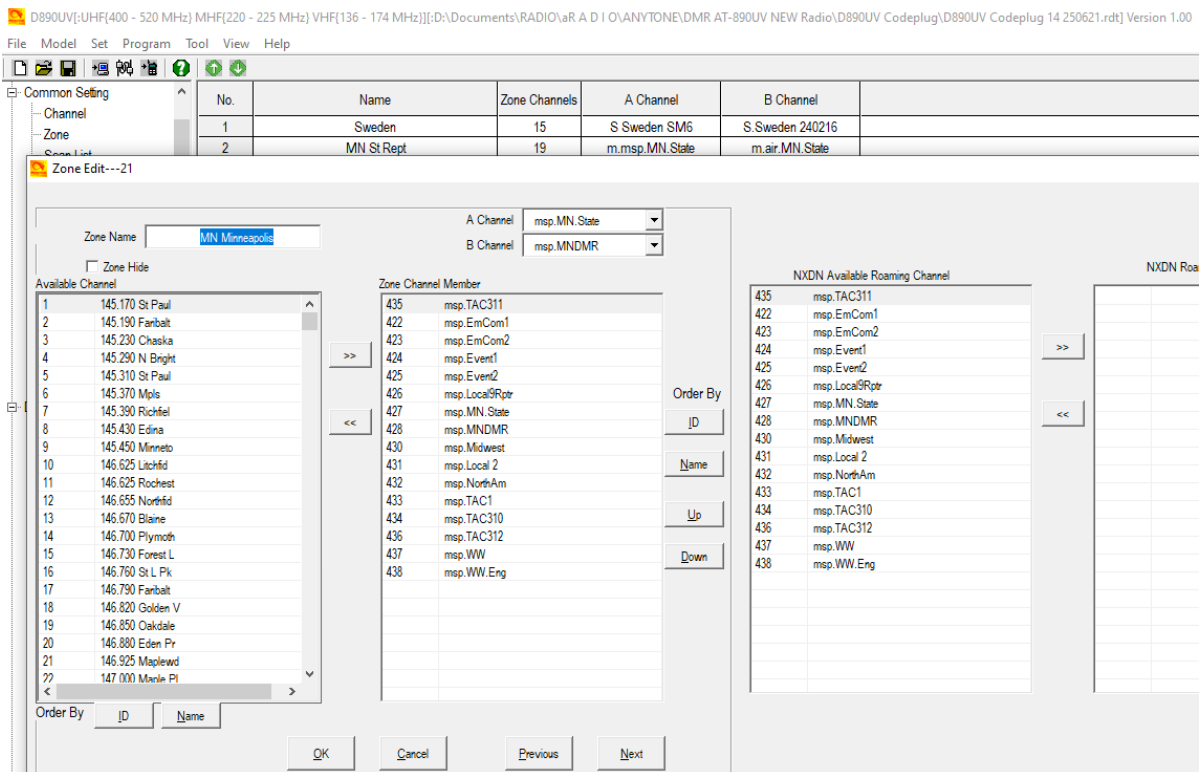 D890UV[:UHF{400 - 520 MHz} MHF{220 - 225 MHz} VHF{136 - 174 MHz}][:D:\Documents\RADIO\aR A D I O\ANYTONE\DMR AT-890UV NEW Radio\D890UV Codeplug\D890UV Codeplug 14 250621.rdt] Version 1.00
File Model Set Program Tool View Help
Common Setting
Channel
Zone
Scan List
No. Name Zone Channels A Channel B Channel
1 Sweden 15 S Sweden SM6 S.Sweden 240216
2 MN St Rept 19 m.msp.MN.State m.air.MN.State
Zone Edit---21
A Channel msp.MN.State
Zone Name MN Minneapolis
B Channel msp.MNDMR
Zone Hide
Available Channel
1 145.170 St Paul
2 145.190 Faribalt
3 145.230 Chaska
4 145.290 N Bright
5 145.310 St Paul
6 145.370 Mpls
7 145.390 Richfiel
8 145.430 Edina
9 145.450 Minneto
10 146.625 Litchfid
11 146.625 Rochest
12 146.655 Northfid
13 146.670 Blaine
14 146.700 Plymoth
15 146.730 Forest L
16 146.760 St L Pk
17 146.790 Faribalt
18 146.820 Golden V
19 146.850 Oakdale
20 146.880 Eden Pr
21 146.925 Maplewd
22 147.000 Maple Pl
Order By ID Name
>>
<<
Zone Channel Member
435 msp.TAC311
422 msp.EmCom1
423 msp.EmCom2
424 msp.Event1
425 msp.Event2
426 msp.Local9Rptr
427 msp.MN.State
428 msp.MNDMR
430 msp.Midwest
431 msp.Local 2
432 msp.NorthAm
433 msp.TAC1
434 msp.TAC310
436 msp.TAC312
437 msp.WW
438 msp.WW.Eng
Order By
ID
Name
Up
Down
NXDN Available Roaming Channel
435 msp.TAC311
422 msp.EmCom1
423 msp.EmCom2
424 msp.Event1
425 msp.Event2
426 msp.Local9Rptr
427 msp.MN.State
428 msp.MNDMR
430 msp.Midwest
431 msp.Local 2
432 msp.NorthAm
433 msp.TAC1
434 msp.TAC310
436 msp.TAC312
437 msp.WW
438 msp.WW.Eng
>>
<<
NXDN Roa
OK Cancel Previous Next